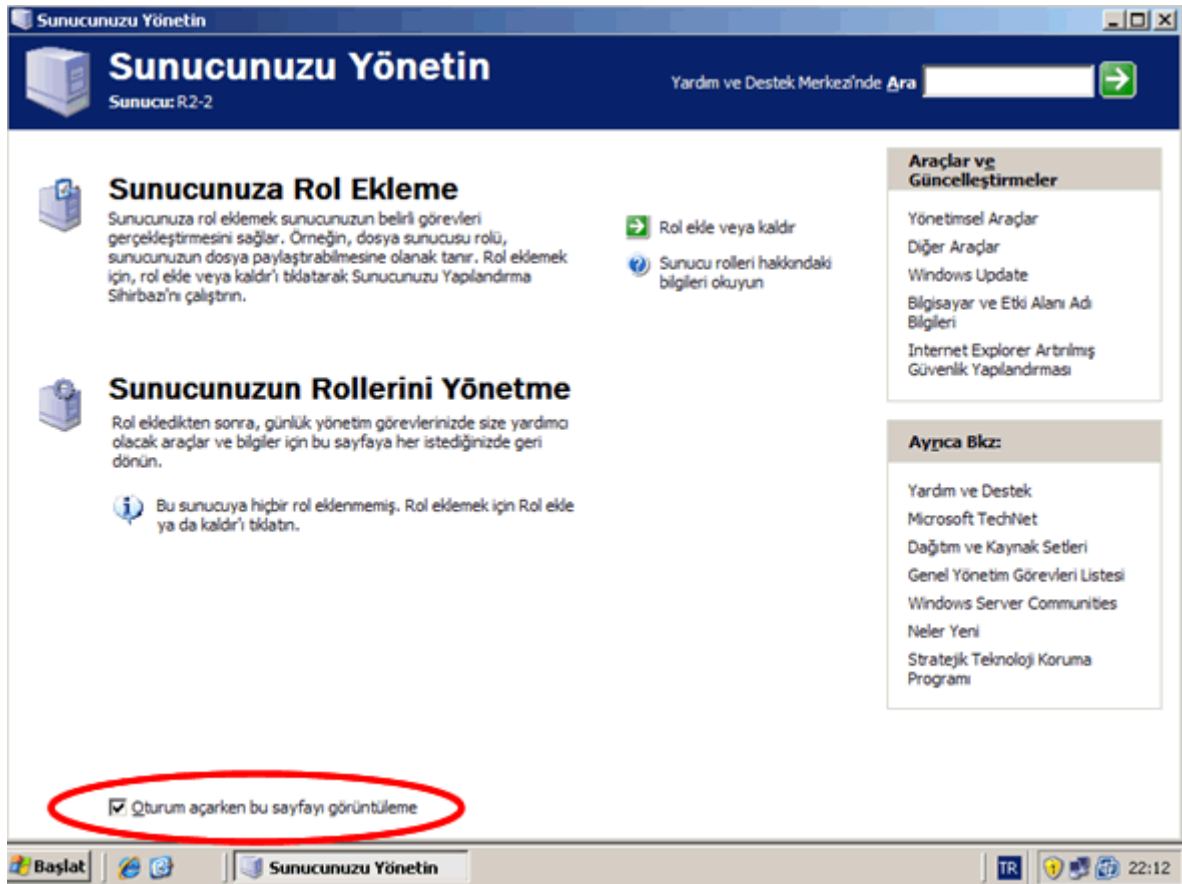 Sunucunuzu Yönetin
Sunucunuzu Yönetin
Sunucu: R2-2
Yardım ve Destek Merkezi'nde Ara
Sunucunuza Rol Ekleme
Sunucunuza rol eklemek sunucunuzun belirli görevleri
gerçekleştirmesini sağlar. Örneğin, dosya sunucusu rolü,
sunucunuzun dosya paylaştırabilmesine olanak tanır. Rol eklemek
için, rol ekle veya kaldır'ı tıklatarak Sunucunuzu Yapılandırma
Sihirbazı'nı çalıştırın.
Rol ekle veya kaldır
Sunucu rolleri hakkındaki
bilgileri okuyun
Sunucunuzun Rollerini Yönetme
Rol ekledikten sonra, günlük yönetim görevlerinizde size yardımcı
olacak araçlar ve bilgiler için bu sayfaya her istediğinizde geri
dönün.
Bu sunucuya hiçbir rol eklenmemiş. Rol eklemek için Rol ekle
ya da kaldır'ı tıklatın.
Araçlar ve
Güncelleştirmeler
Yönetimsel Araçlar
Diğer Araçlar
Windows Update
Bilgisayar ve Etki Alanı Adı
Bilgileri
Internet Explorer Artırılmış
Güvenlik Yapılandırması
Ayrıca Bkz:
Yardım ve Destek
Microsoft TechNet
Dağıtım ve Kaynak Setleri
Genel Yönetim Görevleri Listesi
Windows Server Communities
Neler Yeni
Stratejik Teknoloji Koruma
Programı
Oturum açarken bu sayfayı görüntüleme
Başlat
Sunucunuzu Yönetin
TR
22:12